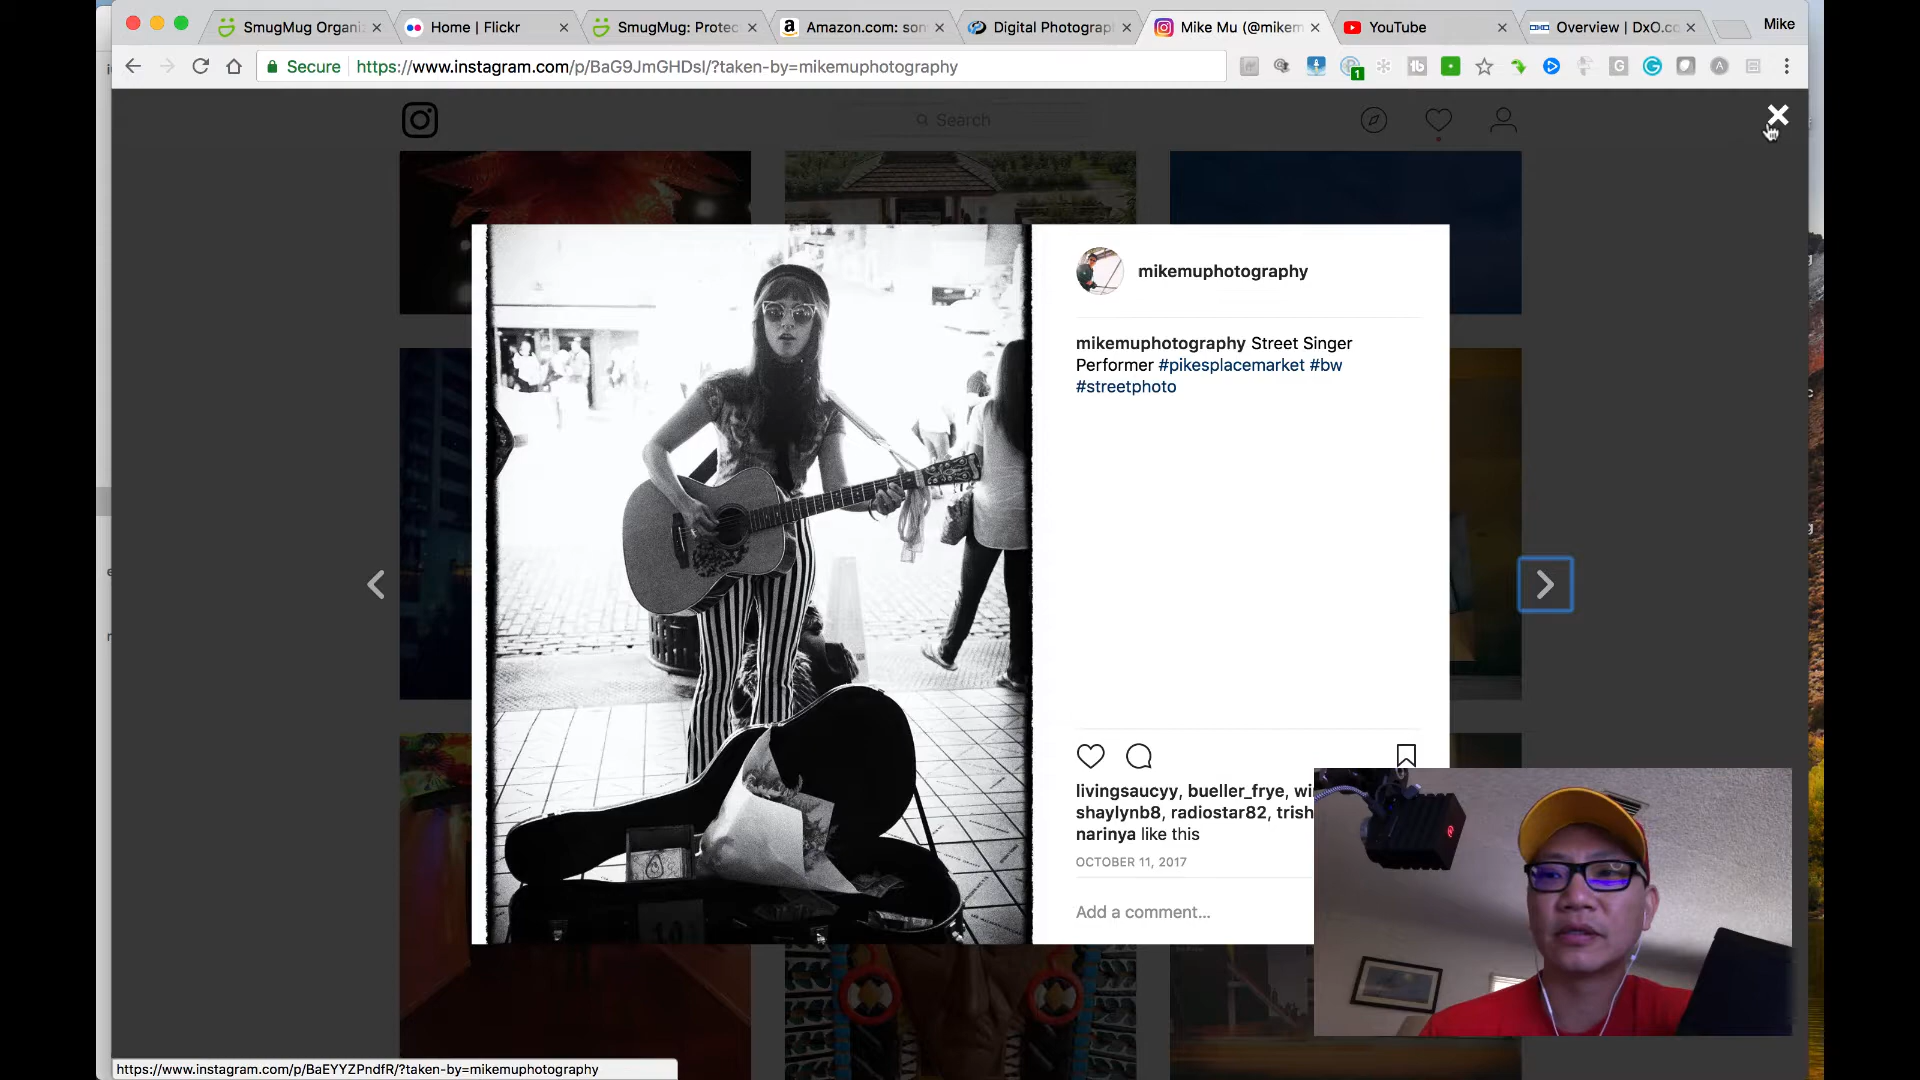 SmugMug Organi
Home | Flickr
SmugMug: Protec
Amazon.com: son
Digital Photograp
Mike Mu (@mikem
YouTube
Overview | DxO.co
Mike
Secure
https://www.instagram.com/p/BaG9JmGHDsI/?taken-by=mikemuphotography
Search
mikemuphotography
mikemuphotography Street Singer
Performer #pikesplacemarket #bw
#streetphoto
livingsaucyy, bueller_frye, wi
shaylynb8, radiostar82, trish
narinya like this
OCTOBER 11, 2017
Add a comment...
https://www.instagram.com/p/BaEYYZPndfR/?taken-by=mikemuphotography